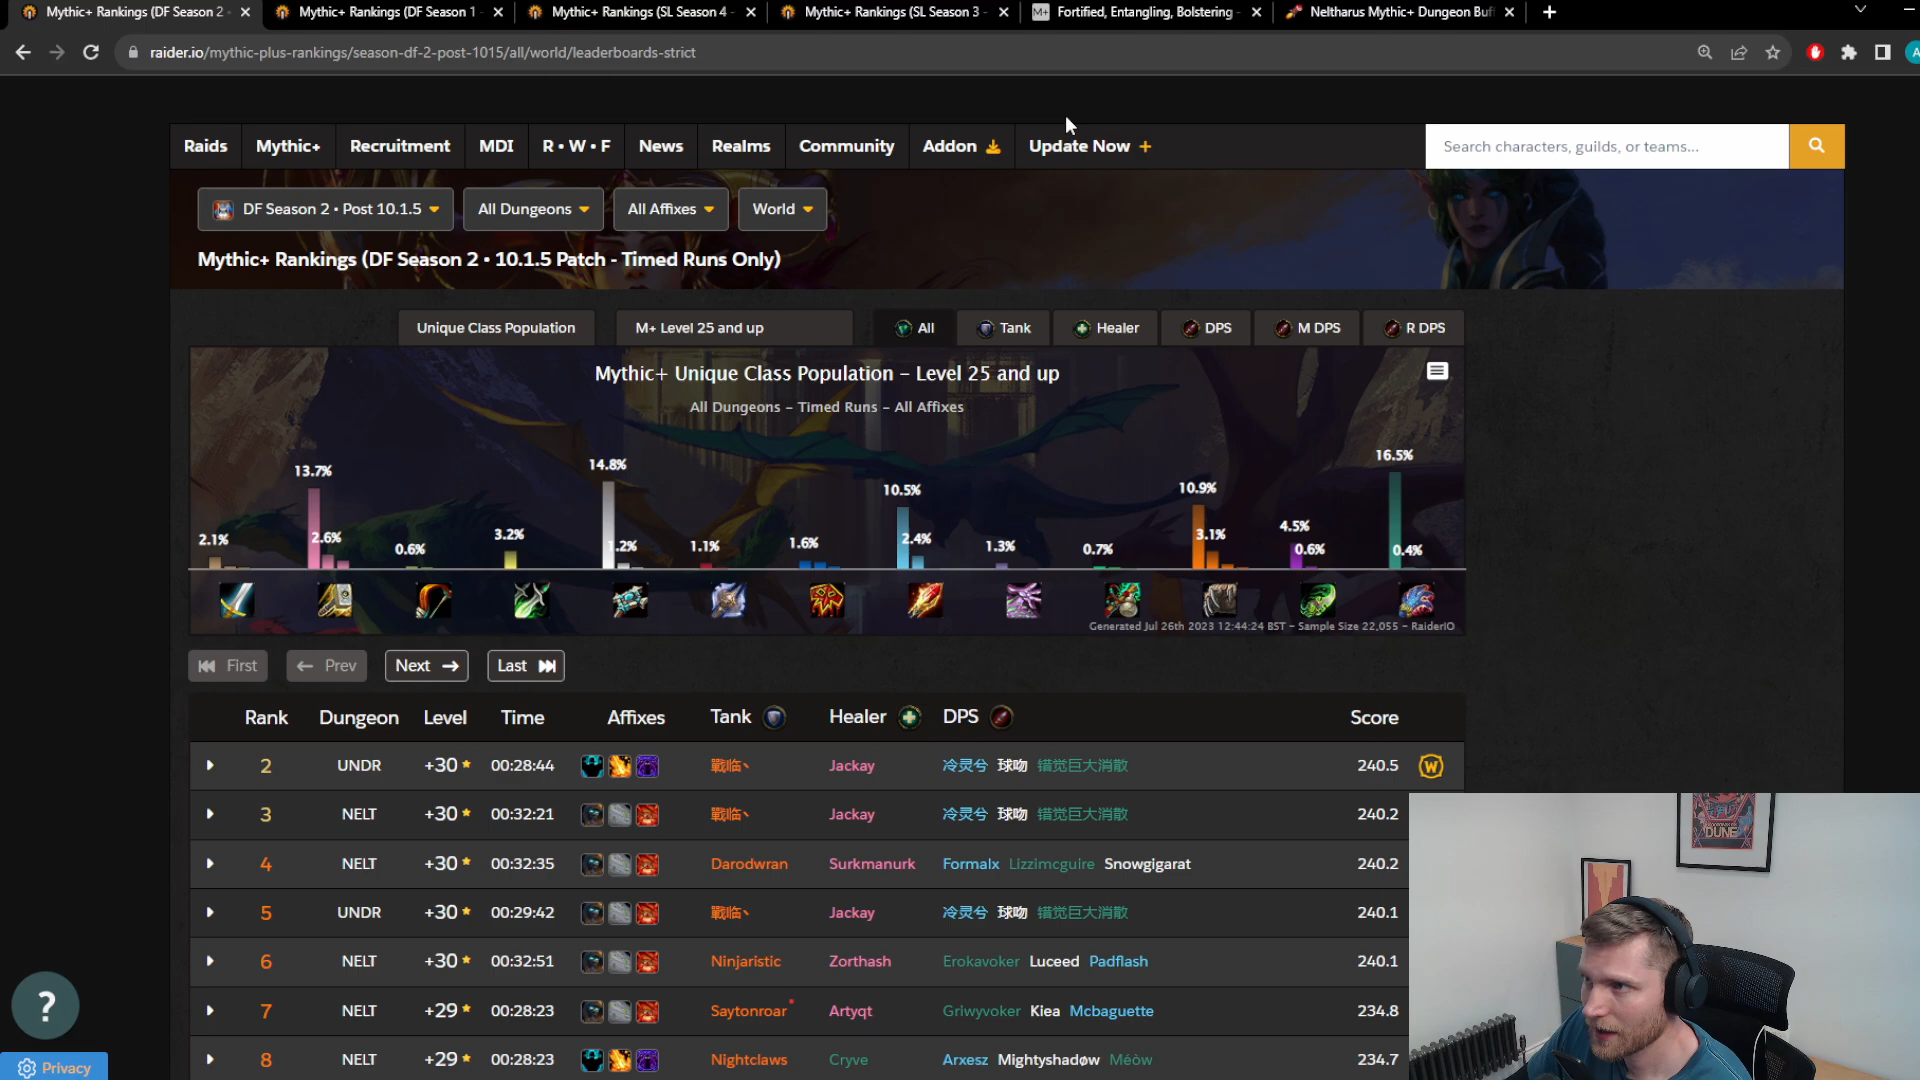 Mythic+ Rankings (DF Season 2 -
Mythic+ Rankings (DF Season 1 -
Mythic+ Rankings (SL Season 4 -
Mythic+ Rankings (SL Season 3 -
M+ Fortified, Entangling, Bolstering -
Neltharus Mythic+ Dungeon Buff
raider.io/mythic-plus-rankings/season-df-2-post-1015/all/world/leaderboards-strict
Raids Mythic+ Recruitment MDI R • W • F News Realms Community Addon Update Now +
Search characters, guilds, or teams...
DF Season 2 • Post 10.1.5 All Dungeons All Affixes World
Mythic+ Rankings (DF Season 2 • 10.1.5 Patch - Timed Runs Only)
Unique Class Population M+ Level 25 and up All Tank Healer DPS M DPS R DPS
Mythic+ Unique Class Population – Level 25 and up
All Dungeons – Timed Runs – All Affixes
2.1% 13.7% 2.6% 0.6% 3.2% 14.8% 1.2% 1.1% 1.6% 10.5% 2.4% 1.3% 0.7% 10.9% 3.1% 4.5% 0.6% 16.5% 0.4%
Generated Jul 26th 2023 12:44:24 BST – Sample Size 22,055 – RaiderIO
First Prev Next Last
Rank Dungeon Level Time Affixes Tank Healer DPS Score
2 UNDR +30 00:28:44 戰临丶 Jackay 冷灵兮 球吻 错觉巨大消散 240.5 W
3 NELT +30 00:32:21 戰临丶 Jackay 冷灵兮 球吻 错觉巨大消散 240.2
4 NELT +30 00:32:35 Darodwran Surkmanurk Formalx Lizzimcguire Snowgigarat 240.2
5 UNDR +30 00:29:42 戰临丶 Jackay 冷灵兮 球吻 错觉巨大消散 240.1
6 NELT +30 00:32:51 Ninjaristic Zorthash Erokavoker Luceed Padflash 240.1
7 NELT +29 00:28:23 Saytonroar Artyqt Griwyvoker Kiea Mcbaguette 234.8
8 NELT +29 00:28:23 Nightclaws Cryve Arxesz Mightyshadøw Méòw 234.7
?
Privacy
DUNE